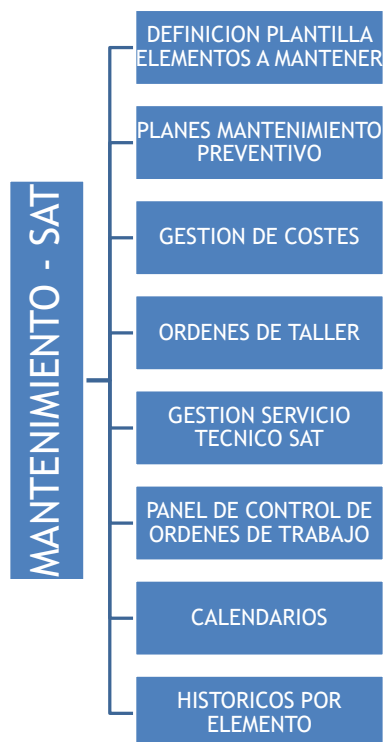 MANTENIMIENTO - SAT
DEFINICION PLANTILLA
ELEMENTOS A MANTENER
PLANES MANTENIMIENTO
PREVENTIVO
GESTION DE COSTES
ORDENES DE TALLER
GESTION SERVICIO
TECNICO SAT
PANEL DE CONTROL DE
ORDENES DE TRABAJO
CALENDARIOS
HISTORICOS POR
ELEMENTO